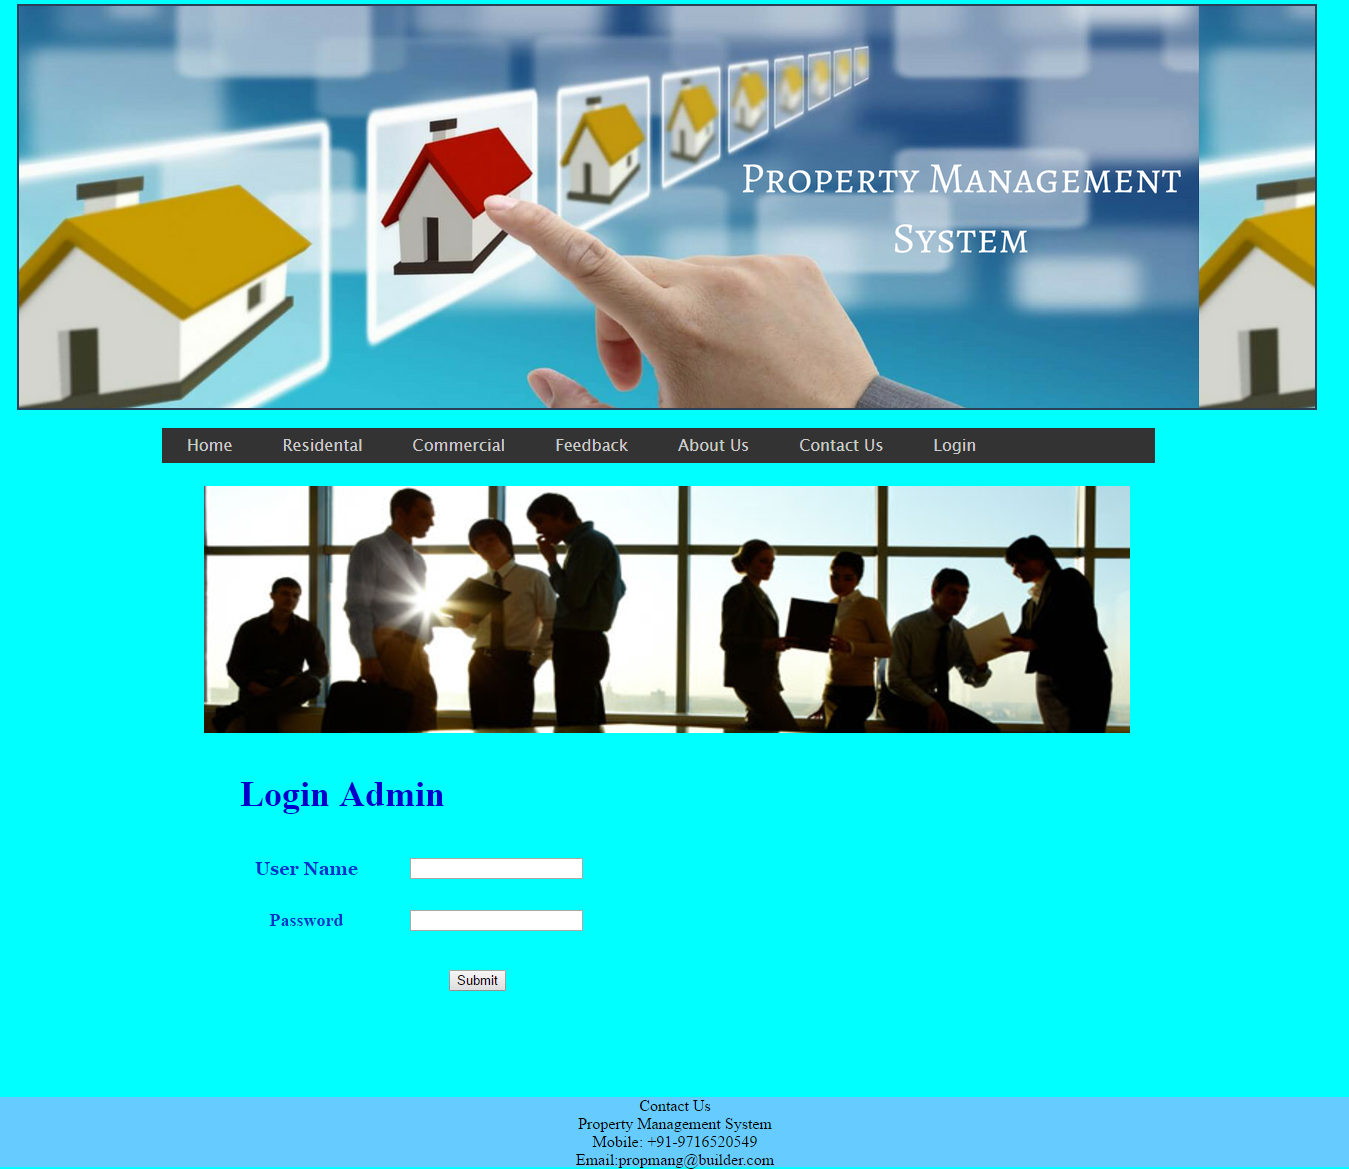 Property Management
System
Home Residental Commercial Feedback About Us Contact Us Login
Login Admin
User Name
Password
Submit
Contact Us
Property Management System
Mobile: +91-9716520549
Email:propmang@builder.com